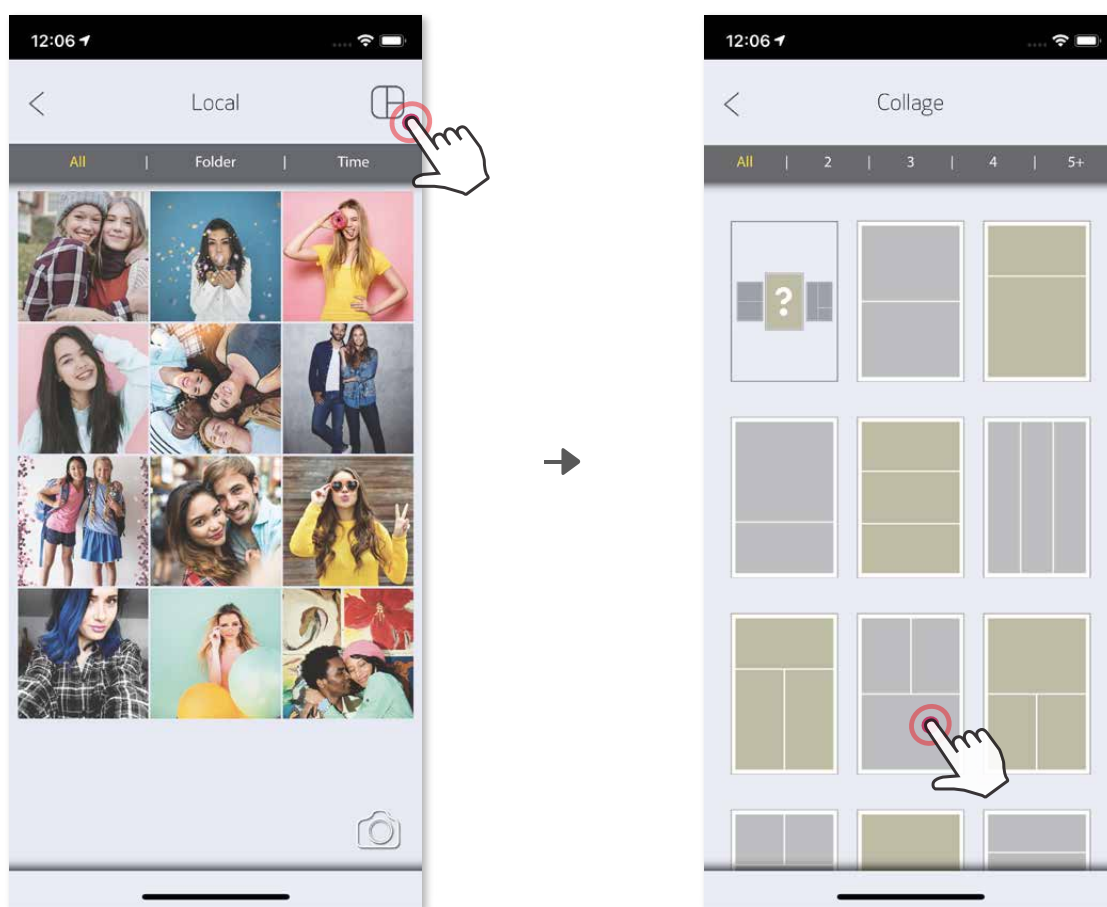 12:06
Local
All | Folder | Time
12:06
Collage
All | 2 | 3 | 4 | 5+
?